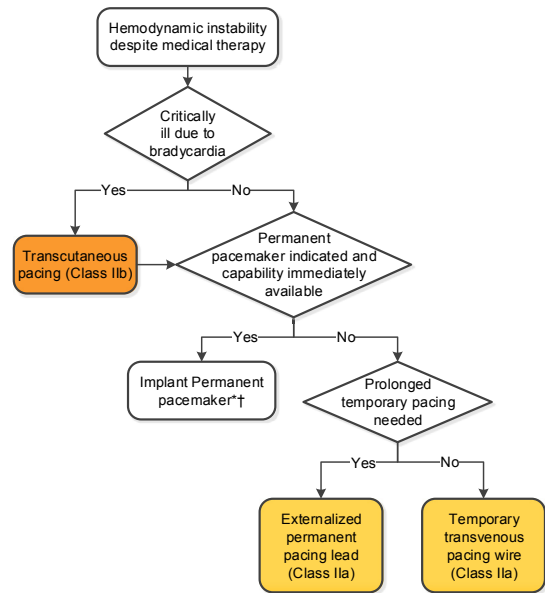 Hemodynamic instability
despite medical therapy
Critically
ill due to
bradycardia
Yes
No
Transcutaneous
pacing (Class IIb)
Permanent
pacemaker indicated and
capability immediately
available
Yes
No
Implant Permanent
pacemaker*†
Prolonged
temporary pacing
needed
Yes
No
Externalized
permanent
pacing lead
(Class IIa)
Temporary
transvenous
pacing wire
(Class IIa)